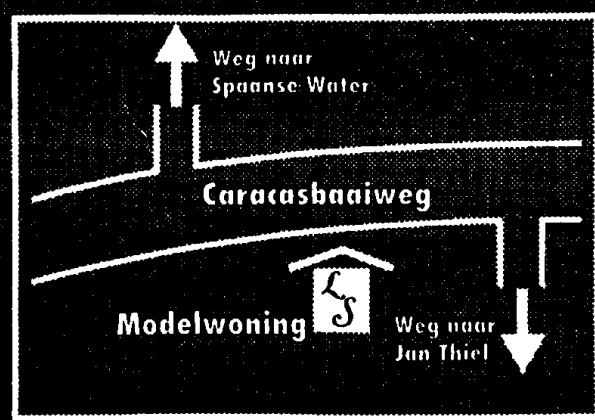 Weg naar
Spaanse Water
Caracasbaaiweg
LS
Modelwoning
Weg naar
Jan Thiel